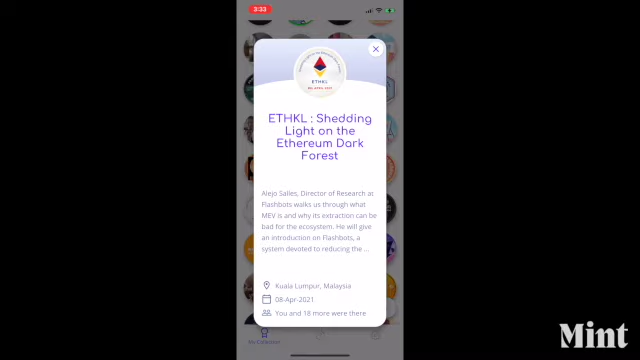 3:33
ETHKL
ETHKL : Shedding
Light on the
Ethereum Dark
Forest
Alejo Salles, Director of Research at
Flashbots walks us through what
MEV is and why its extraction can be
bad for the ecosystem. He will give
an introduction on Flashbots, a
system devoted to reducing the ...
Kuala Lumpur, Malaysia
08-Apr-2021
You and 18 more were there
My Collection
Mint